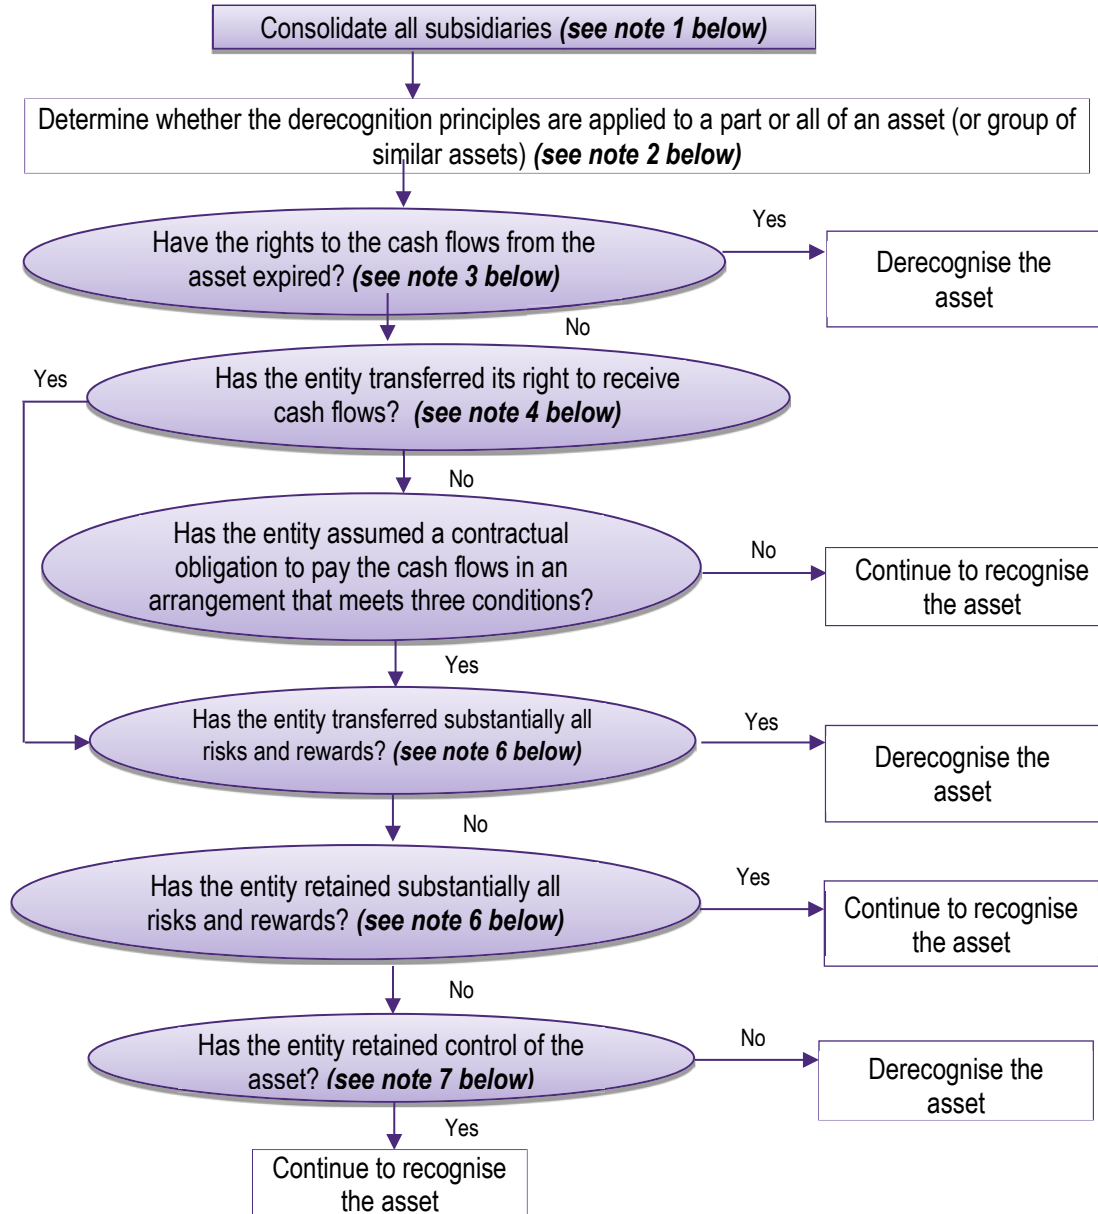 Consolidate all subsidiaries (see note 1 below)
Determine whether the derecognition principles are applied to a part or all of an asset (or group of
similar assets) (see note 2 below)
Have the rights to the cash flows from the
asset expired? (see note 3 below)
Yes
Derecognise the
asset
No
Has the entity transferred its right to receive
cash flows? (see note 4 below)
Yes
No
Has the entity assumed a contractual
obligation to pay the cash flows in an
arrangement that meets three conditions?
No
Continue to recognise
the asset
Yes
Has the entity transferred substantially all
risks and rewards? (see note 6 below)
Yes
Derecognise the
asset
No
Has the entity retained substantially all
risks and rewards? (see note 6 below)
Yes
Continue to recognise
the asset
No
Has the entity retained control of the
asset? (see note 7 below)
No
Derecognise the
asset
Yes
Continue to recognise
the asset